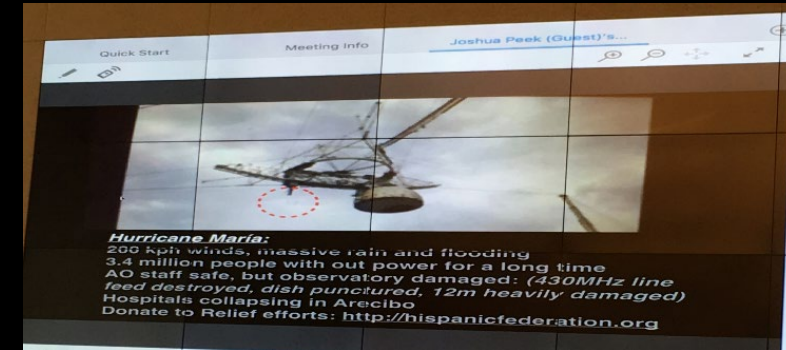 Quick Start
Meeting Info
Joshua Peek (Guest)'s...
Hurricane María:
200 kph winds, massive rain and flooding
3.4 million people with out power for a long time
AO staff safe, but observatory damaged: (430MHz line
feed destroyed, dish punctured, 12m heavily damaged)
Hospitals collapsing in Arecibo
Donate to Relief efforts: http://hispanicfederation.org